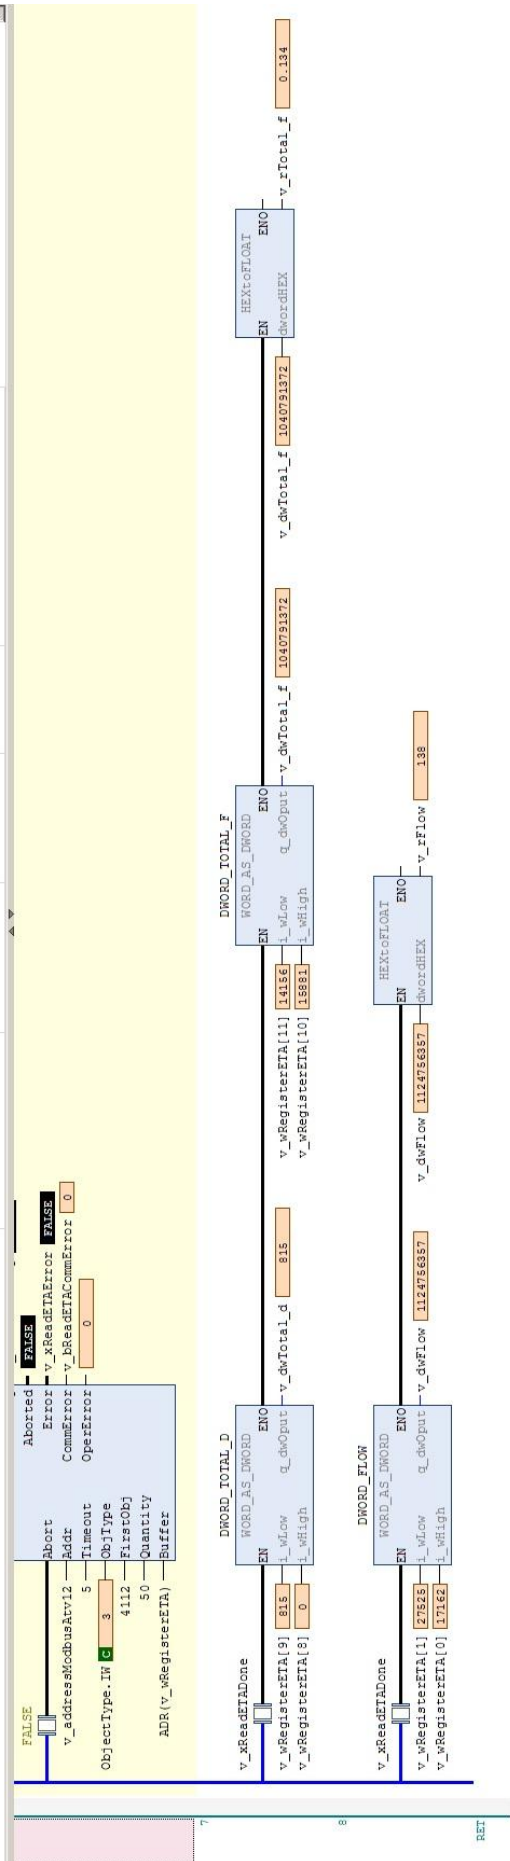 FALSE
Abort
Aborted
FALSE
Error
v_xReadETAError
FALSE
v_addressModbusAtv12
Addr
CommError
v_bReadETACommError
0
5
Timeout
OperError
0
ObjectType.IW
C
3
ObjType
4112
FirstObj
50
Quantity
ADR(v_wRegisterETA)
Buffer
7
DWORD_TOTAL_D
WORD_AS_DWORD
v_xReadETADone
EN
ENO
v_wRegisterETA[9]
815
i_wLow
q_dwOput
v_dwTotal_d
815
v_wRegisterETA[8]
0
i_wHigh
DWORD_TOTAL_F
WORD_AS_DWORD
EN
ENO
v_wRegisterETA[11]
14156
i_wLow
q_dwOput
v_dwTotal_f
1040791372
v_wRegisterETA[10]
15881
i_wHigh
HEXtoFLOAT
EN
ENO
v_dwTotal_f
1040791372
dwordHEX
v_rTotal_f
0.134
8
DWORD_FLOW
WORD_AS_DWORD
v_xReadETADone
EN
ENO
v_wRegisterETA[1]
27525
i_wLow
q_dwOput
v_dwFlow
1124756357
v_wRegisterETA[0]
17162
i_wHigh
HEXtoFLOAT
EN
ENO
v_dwFlow
1124756357
dwordHEX
v_rFlow
138
RET